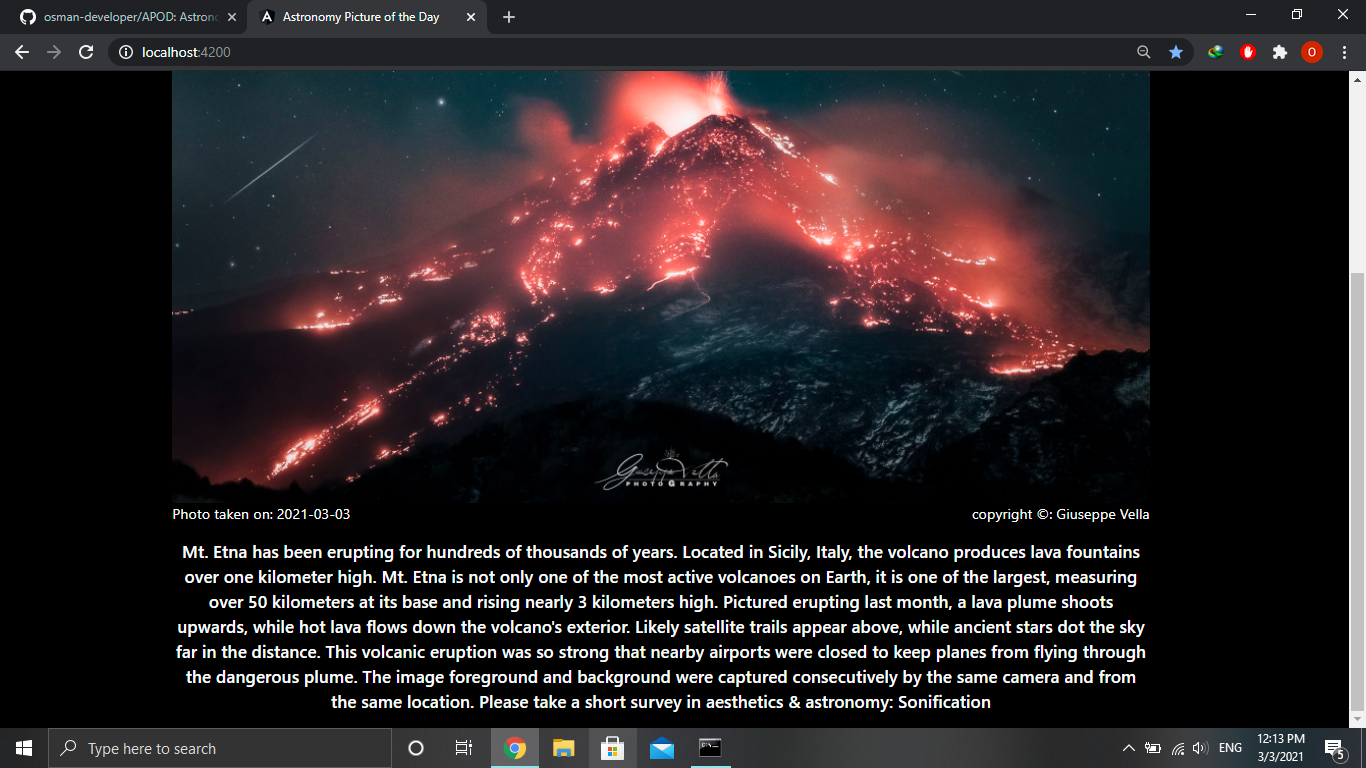 osman-developer/APOD: Astrono
Astronomy Picture of the Day
localhost:4200
O
Giuseppe Vella
PHOTOGRAPHY
Photo taken on: 2021-03-03
copyright ©: Giuseppe Vella
Mt. Etna has been erupting for hundreds of thousands of years. Located in Sicily, Italy, the volcano produces lava fountains
over one kilometer high. Mt. Etna is not only one of the most active volcanoes on Earth, it is one of the largest, measuring
over 50 kilometers at its base and rising nearly 3 kilometers high. Pictured erupting last month, a lava plume shoots
upwards, while hot lava flows down the volcano's exterior. Likely satellite trails appear above, while ancient stars dot the sky
far in the distance. This volcanic eruption was so strong that nearby airports were closed to keep planes from flying through
the dangerous plume. The image foreground and background were captured consecutively by the same camera and from
the same location. Please take a short survey in aesthetics & astronomy: Sonification
Type here to search
ENG
12:13 PM
3/3/2021
5